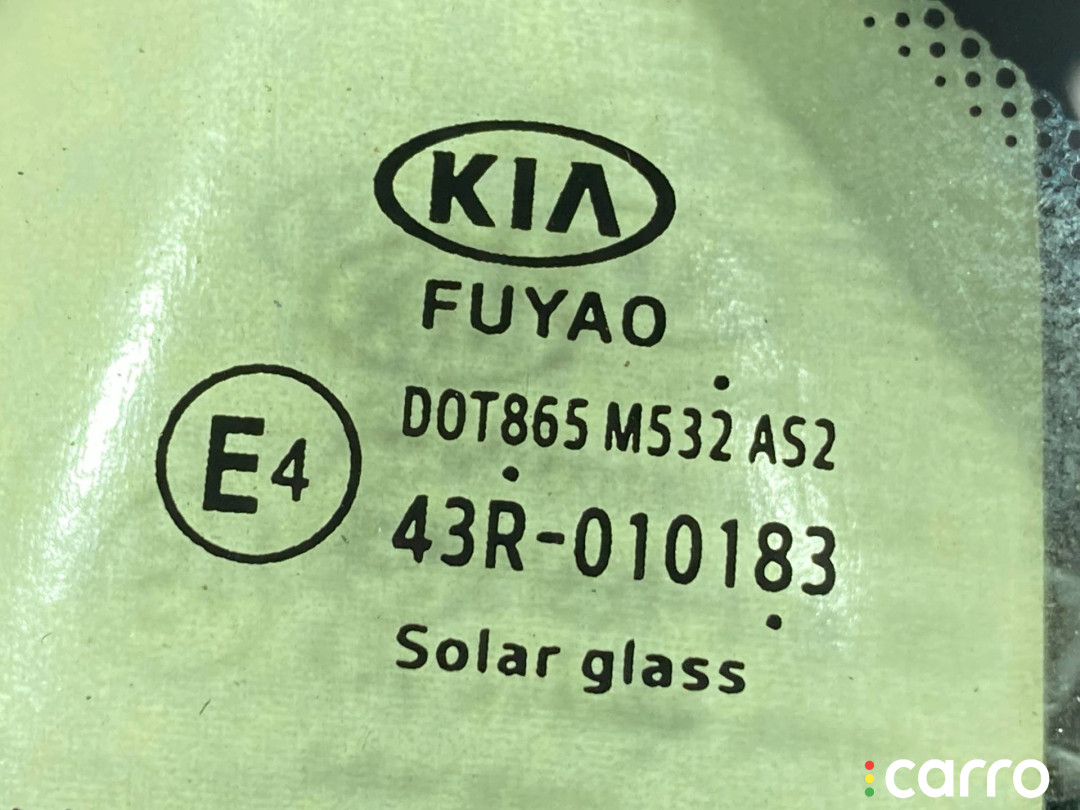 KIA
FUYAO
E4
DOT865 M532 AS2
43R-010183
Solar glass
carro